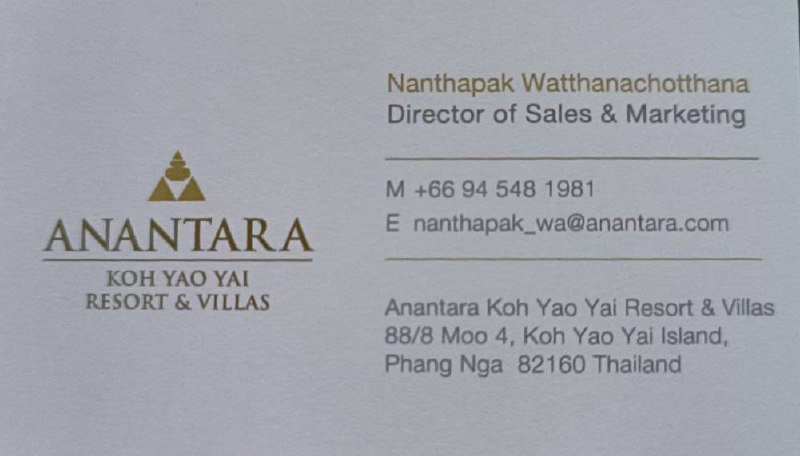 ANANTARA
KOH YAO YAI
RESORT & VILLAS
Nanthapak Watthanachotthana
Director of Sales & Marketing
M +66 94 548 1981
E nanthapak_wa@anantara.com
Anantara Koh Yao Yai Resort & Villas
88/8 Moo 4, Koh Yao Yai Island,
Phang Nga 82160 Thailand